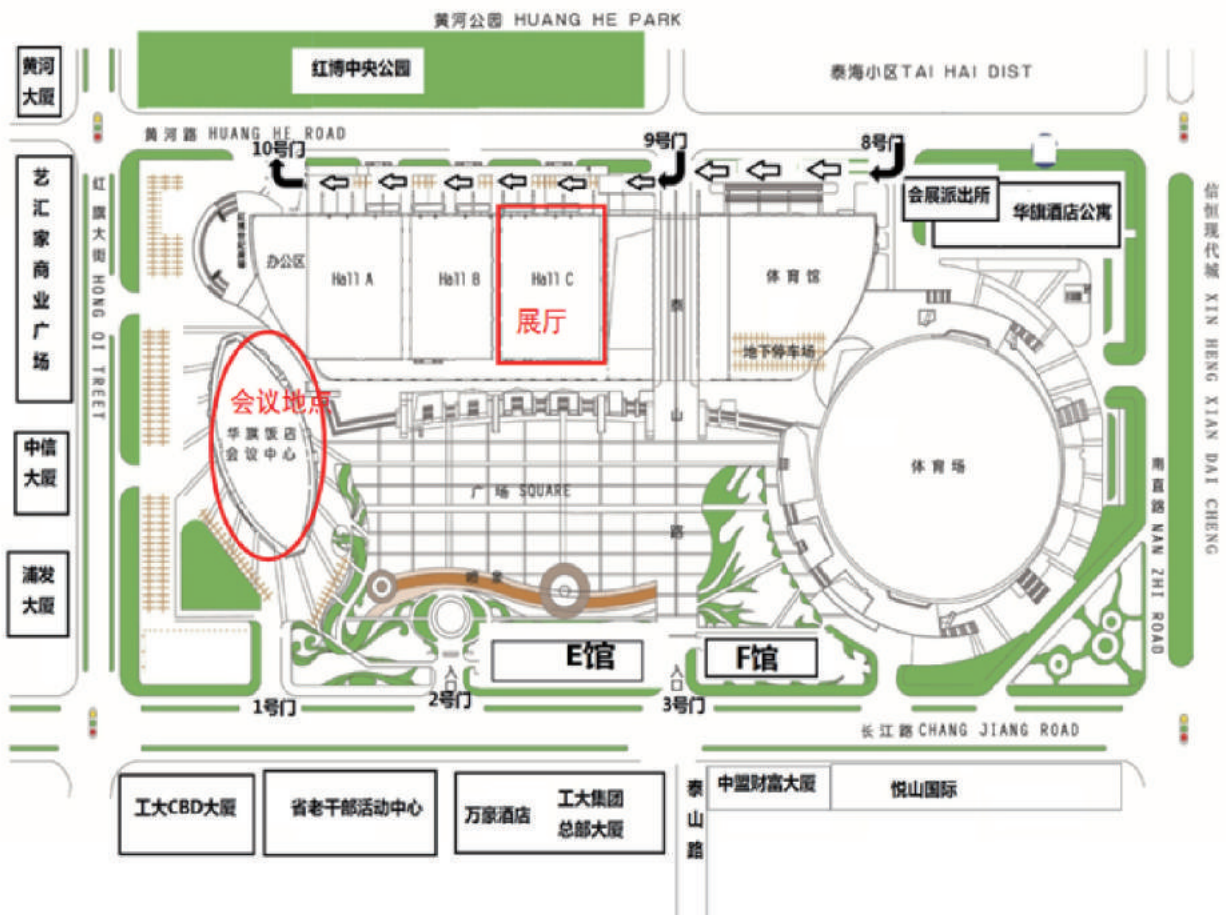 黄河公园 HUANG HE PARK
黄河
大厦
红博中央公园
泰海小区TAI HAI DIST
黄河路 HUANG HE ROAD
10号门
9号门
8号门
艺汇家商业广场
红旗大街 HONG QI TREET
会展派出所
华旗酒店公寓
信恒现代城 XIN HENG XIAN DAI CHENG
办公区
Hall A
Hall B
Hall C
展厅
体育馆
地下停车场
泰山路
会议地点
华旗饭店
会议中心
中信
大厦
广场 SQUARE
体育场
南直路 NAN ZHI ROAD
浦发
大厦
E馆
F馆
入口
入口
1号门
2号门
3号门
长江路 CHANG JIANG ROAD
工大CBD大厦
省老干部活动中心
万豪酒店
工大集团
总部大厦
泰山路
中盟财富大厦
悦山国际